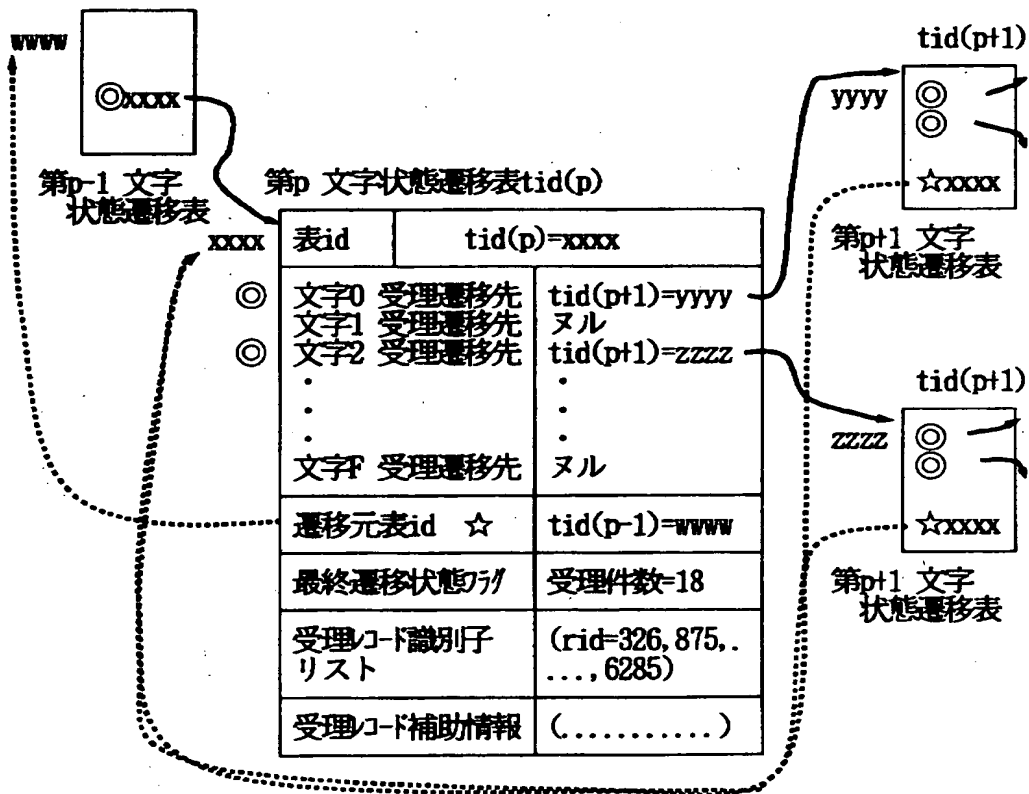 wwww
◎xxxx
第p-1 文字
状態遷移表
第p 文字状態遷移表tid(p)
xxxx
表id
tid(p)=xxxx
◎ 文字0 受理遷移先 tid(p+1)=yyyy
文字1 受理遷移先 ヌル
◎ 文字2 受理遷移先 tid(p+1)=zzzz
・ ・
・ ・
・ ・
文字F 受理遷移先 ヌル
遷移元表id ☆ tid(p-1)=wwww
最終遷移状態フラグ 受理件数=18
受理レコード識別子
リスト
(rid=326,875,.
...,6285)
受理レコード補助情報 (...........)
tid(p+1)
yyyy
◎
◎
☆xxxx
第p+1 文字
状態遷移表
tid(p+1)
zzzz
◎
◎
☆xxxx
第p+1 文字
状態遷移表